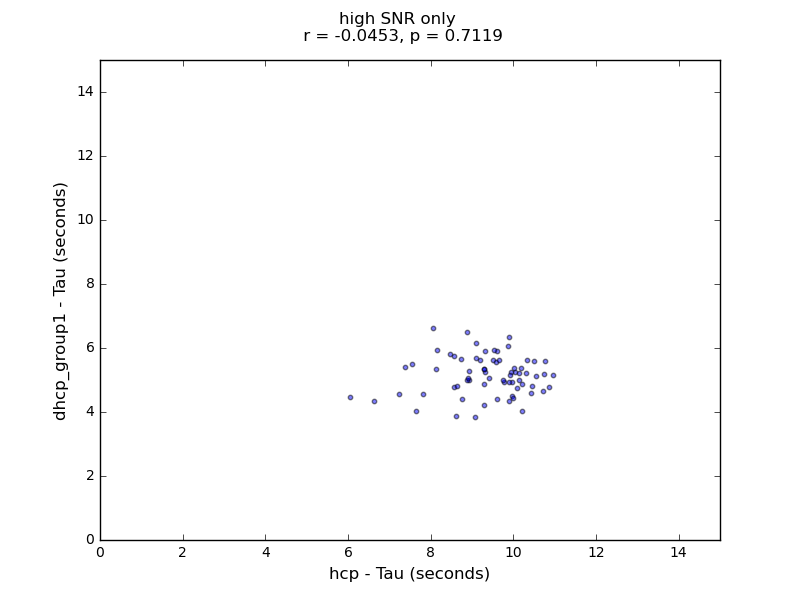 high SNR only
r = -0.0453, p = 0.7119
14
12
10
8
6
4
2
0
dhcp_group1 - Tau (seconds)
0 2 4 6 8 10 12 14
hcp - Tau (seconds)